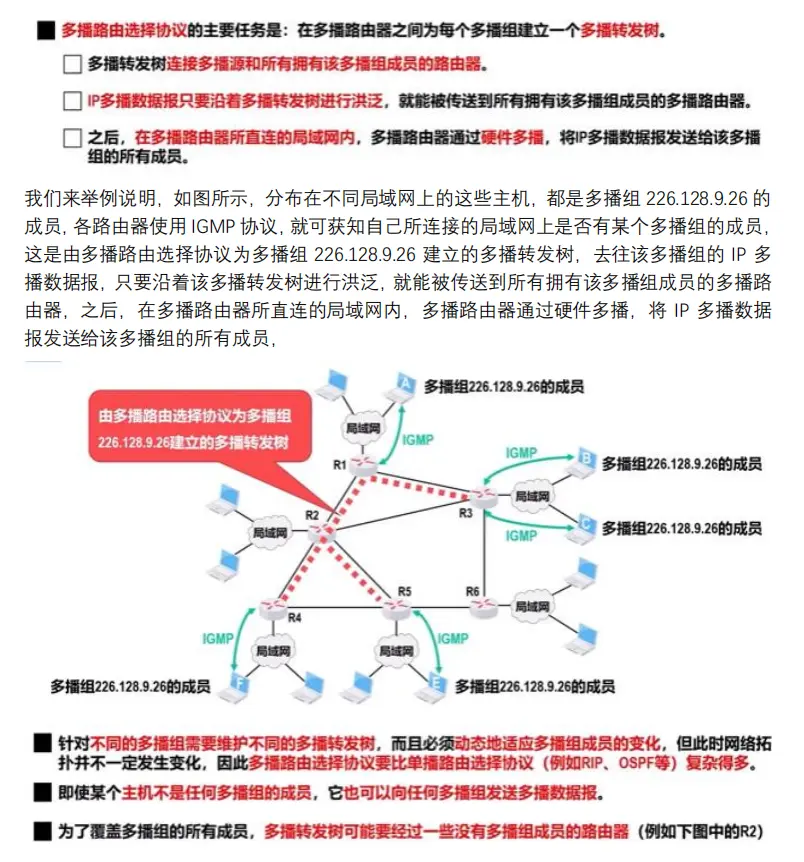 ■ 多播路由选择协议的主要任务是：在多播路由器之间为每个多播组建立一个多播转发树。
□ 多播转发树连接多播源和所有拥有该多播组成员的路由器。
□ IP多播数据报只要沿着多播转发树进行洪泛，就能被传送到所有拥有该多播组成员的多播路由器。
□ 之后，在多播路由器所直连的局域网内，多播路由器通过硬件多播，将IP多播数据报发送给该多播
组的所有成员。
我们来举例说明，如图所示，分布在不同局域网上的这些主机，都是多播组 226.128.9.26 的
成员，各路由器使用 IGMP 协议，就可获知自己所连接的局域网上是否有某个多播组的成员，
这是由多播路由选择协议为多播组 226.128.9.26 建立的多播转发树，去往该多播组的 IP 多
播数据报，只要沿着该多播转发树进行洪泛，就能被传送到所有拥有该多播组成员的多播路
由器，之后，在多播路由器所直连的局域网内，多播路由器通过硬件多播，将 IP 多播数据
报发送给该多播组的所有成员，
A
多播组226.128.9.26的成员
由多播路由选择协议为多播组
226.128.9.26建立的多播转发树
局域网
IGMP
R1
B
多播组226.128.9.26的成员
IGMP
局域网
R3
R2
C
多播组226.128.9.26的成员
IGMP
局域网
R6
R5
R4
局域网
IGMP
IGMP
局域网
局域网
多播组226.128.9.26的成员
F
E
多播组226.128.9.26的成员
■ 针对不同的多播组需要维护不同的多播转发树，而且必须动态地适应多播组成员的变化，但此时网络拓
扑并不一定发生变化，因此多播路由选择协议要比单播路由选择协议（例如RIP、OSPF等）复杂得多。
■ 即使某个主机不是任何多播组的成员，它也可以向任何多播组发送多播数据报。
■ 为了覆盖多播组的所有成员，多播转发树可能要经过一些没有多播组成员的路由器（例如下图中的R2）